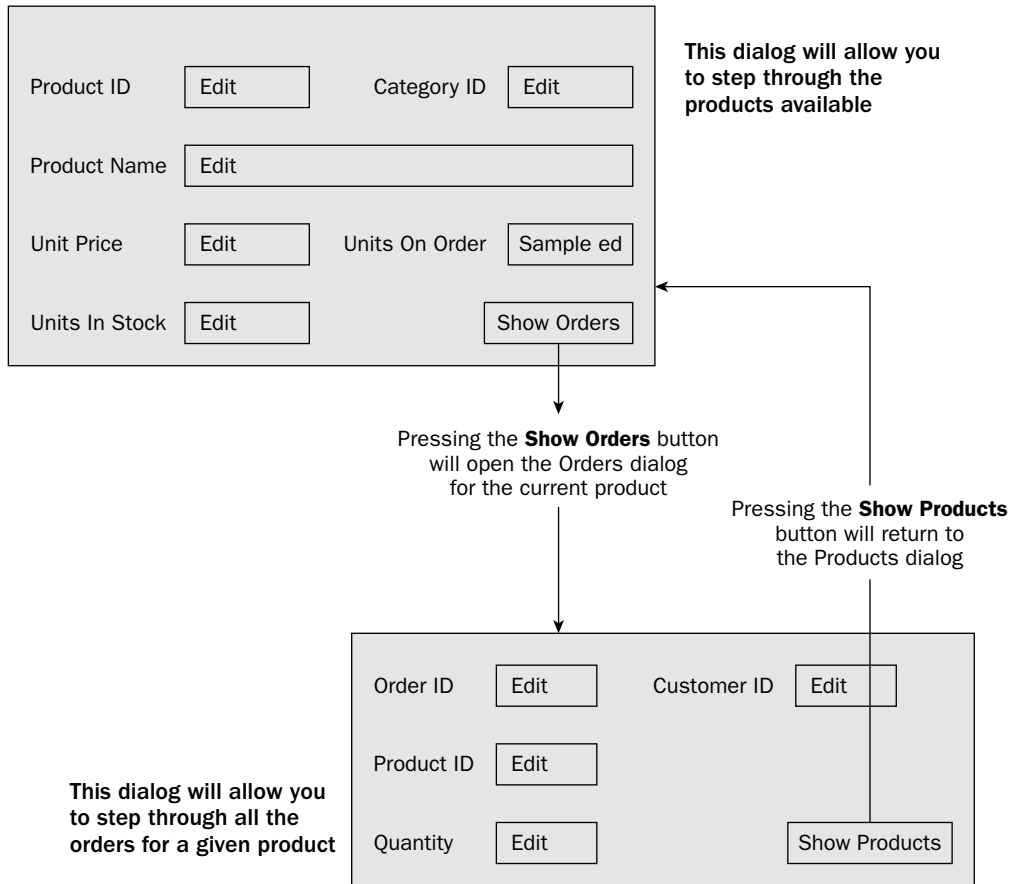 This dialog will allow you
to step through the
products available
Product ID Edit Category ID Edit
Product Name Edit
Unit Price Edit Units On Order Sample ed
Units In Stock Edit Show Orders
Pressing the Show Orders button
will open the Orders dialog
for the current product
Pressing the Show Products
button will return to
the Products dialog
Order ID Edit Customer ID Edit
Product ID Edit
This dialog will allow you
to step through all the
orders for a given product
Quantity Edit Show Products